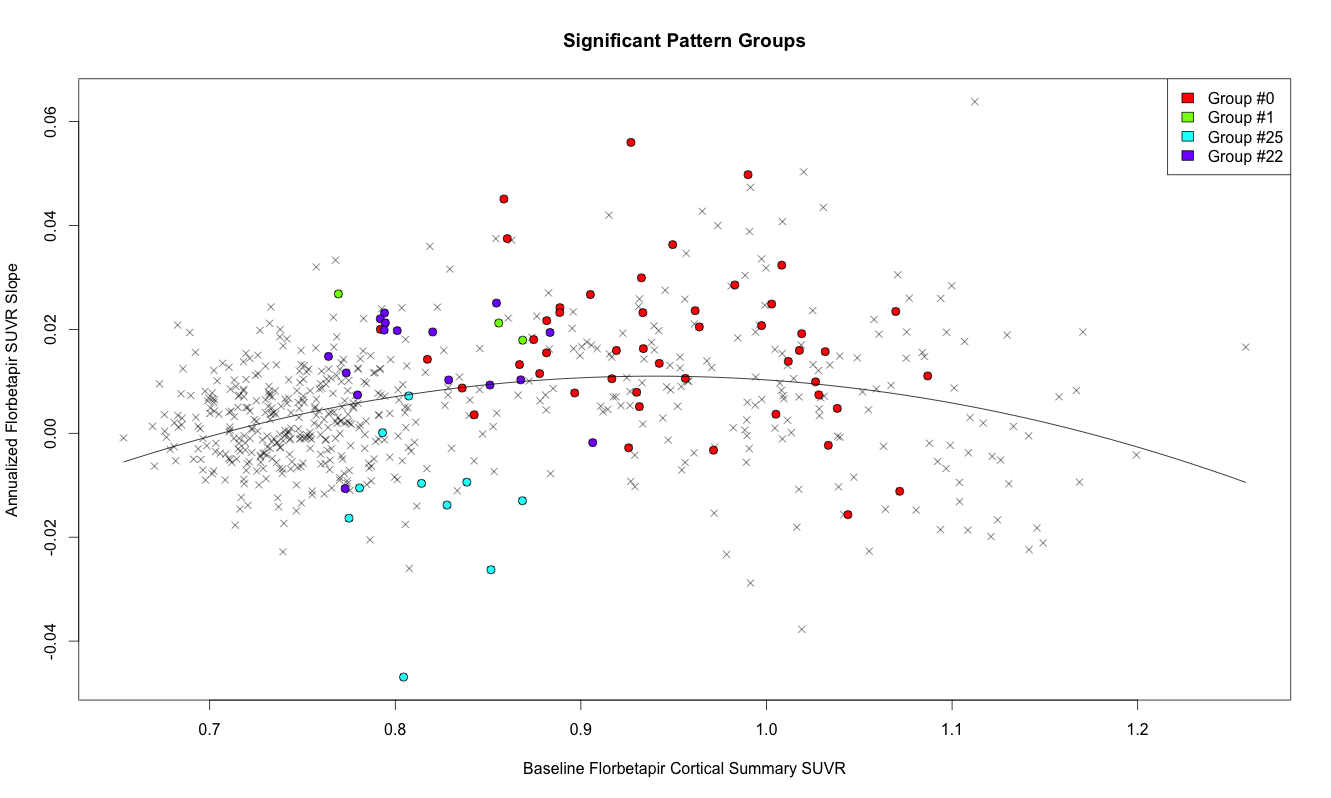 Significant Pattern Groups
Group #0
Group #1
Group #25
Group #22
Annualized Florbetapir SUVR Slope
0.06
0.04
0.02
0.00
-0.02
-0.04
0.7 0.8 0.9 1.0 1.1 1.2
Baseline Florbetapir Cortical Summary SUVR